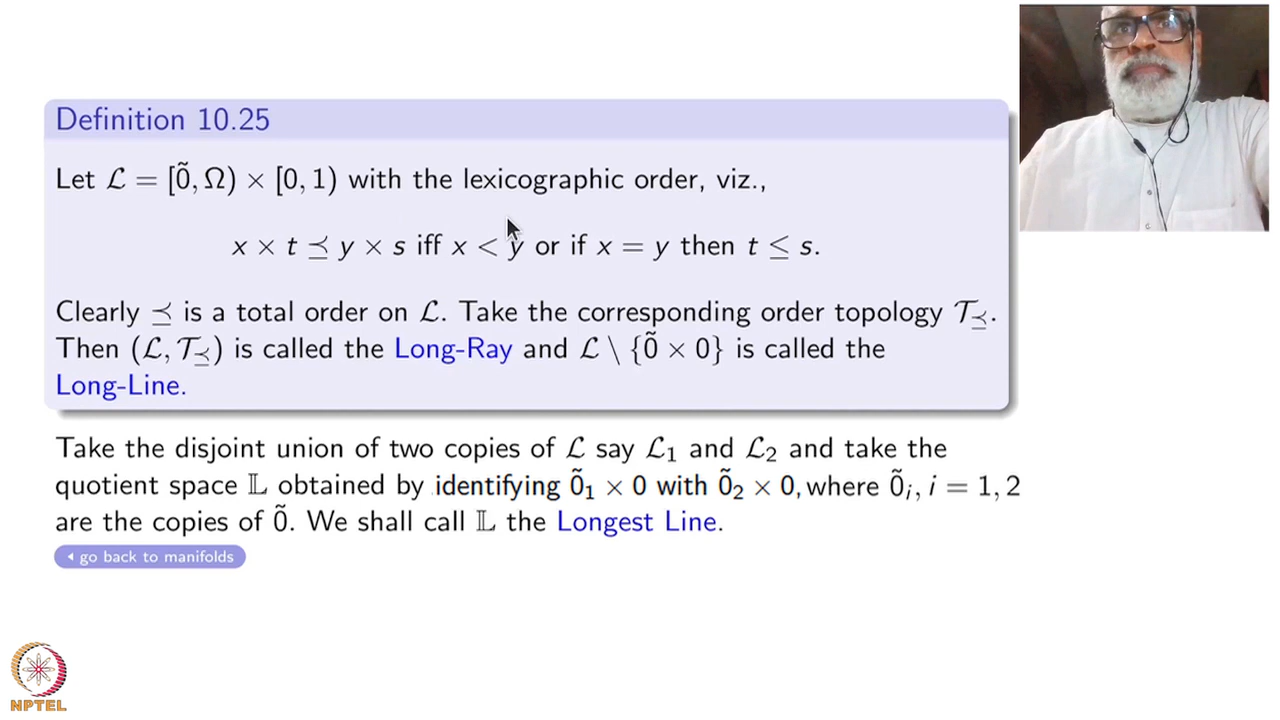 Definition 10.25
Let ℒ = [0̃, Ω) × [0, 1) with the lexicographic order, viz.,
x × t ⪯ y × s iff x < y or if x = y then t ≤ s.
Clearly ⪯ is a total order on ℒ. Take the corresponding order topology 𝒯⪯.
Then (ℒ, 𝒯⪯) is called the Long-Ray and ℒ \ {0̃ × 0} is called the
Long-Line.
Take the disjoint union of two copies of ℒ say ℒ₁ and ℒ₂ and take the
quotient space 𝕃 obtained by identifying 0̃₁ × 0 with 0̃₂ × 0, where 0̃ᵢ, i = 1, 2
are the copies of 0̃. We shall call 𝕃 the Longest Line.
go back to manifolds
NPTEL